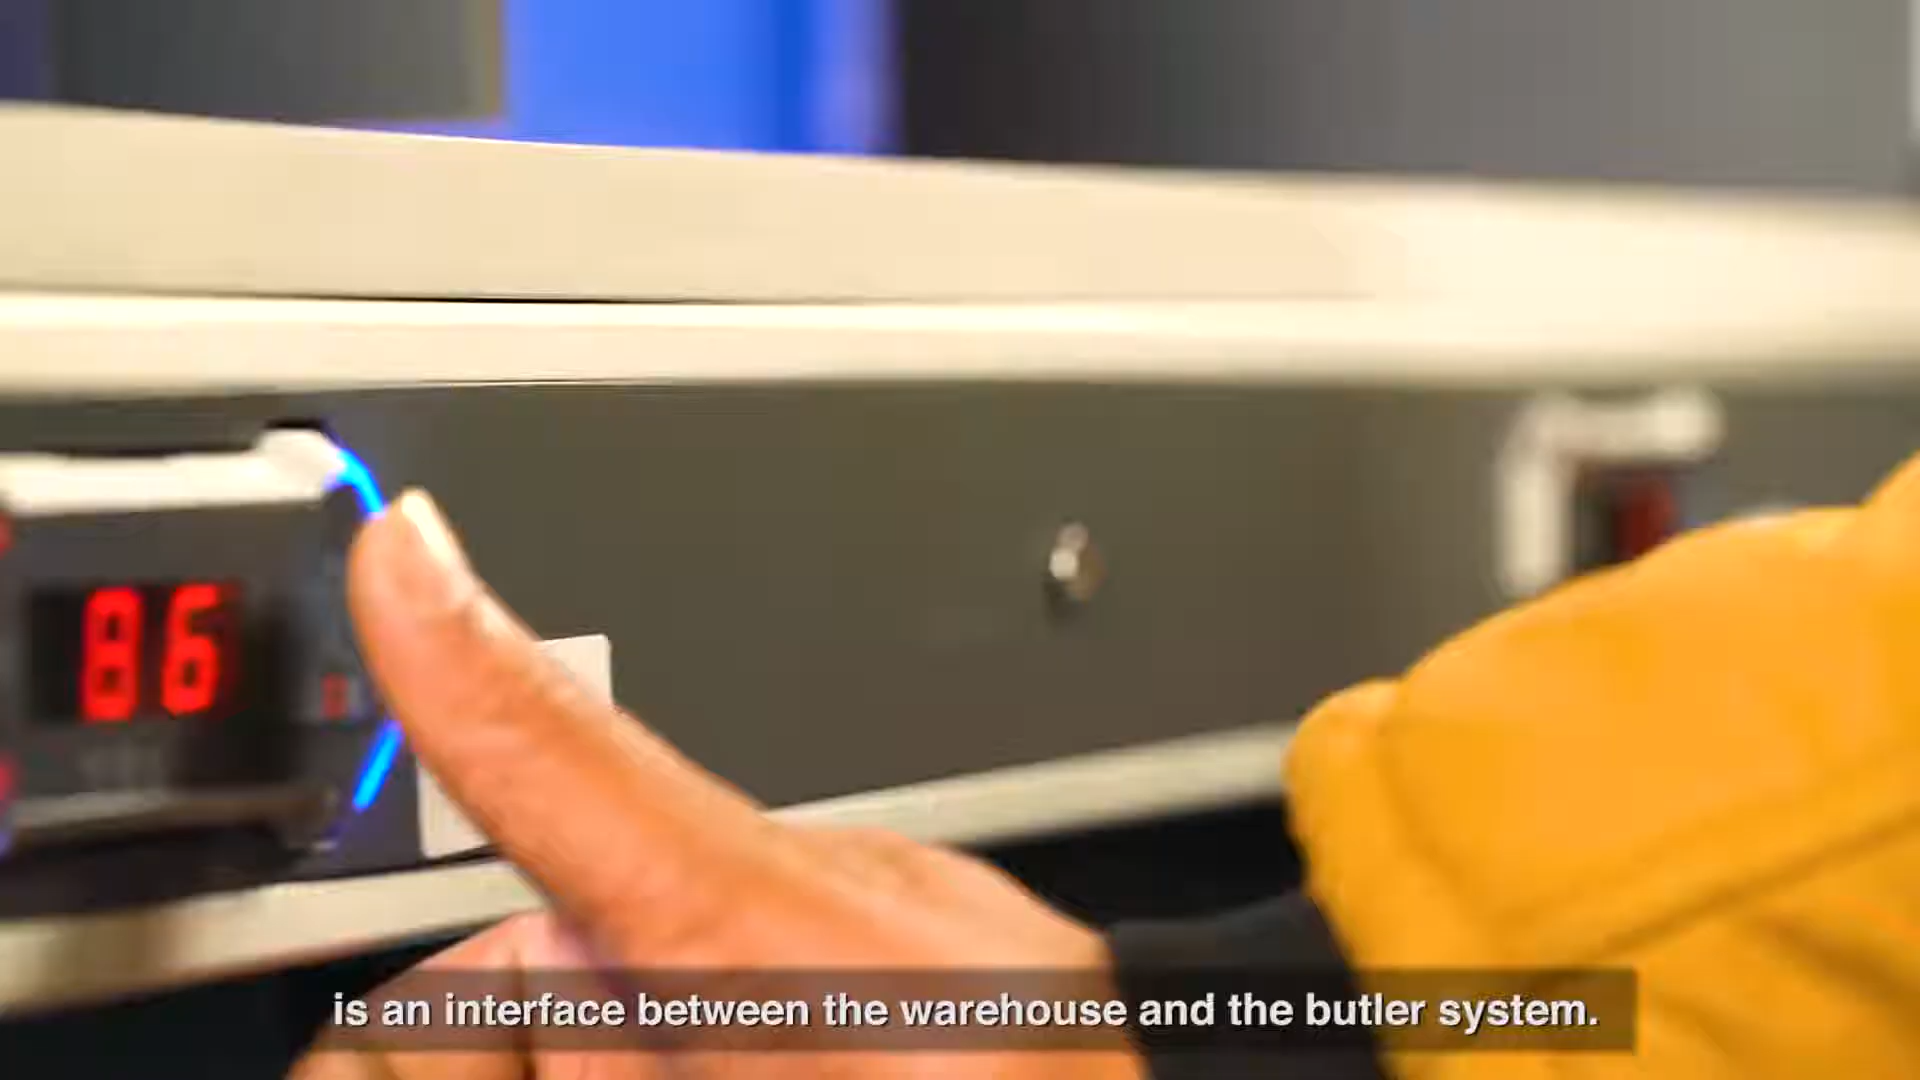 86
is an interface between the warehouse and the butler system.